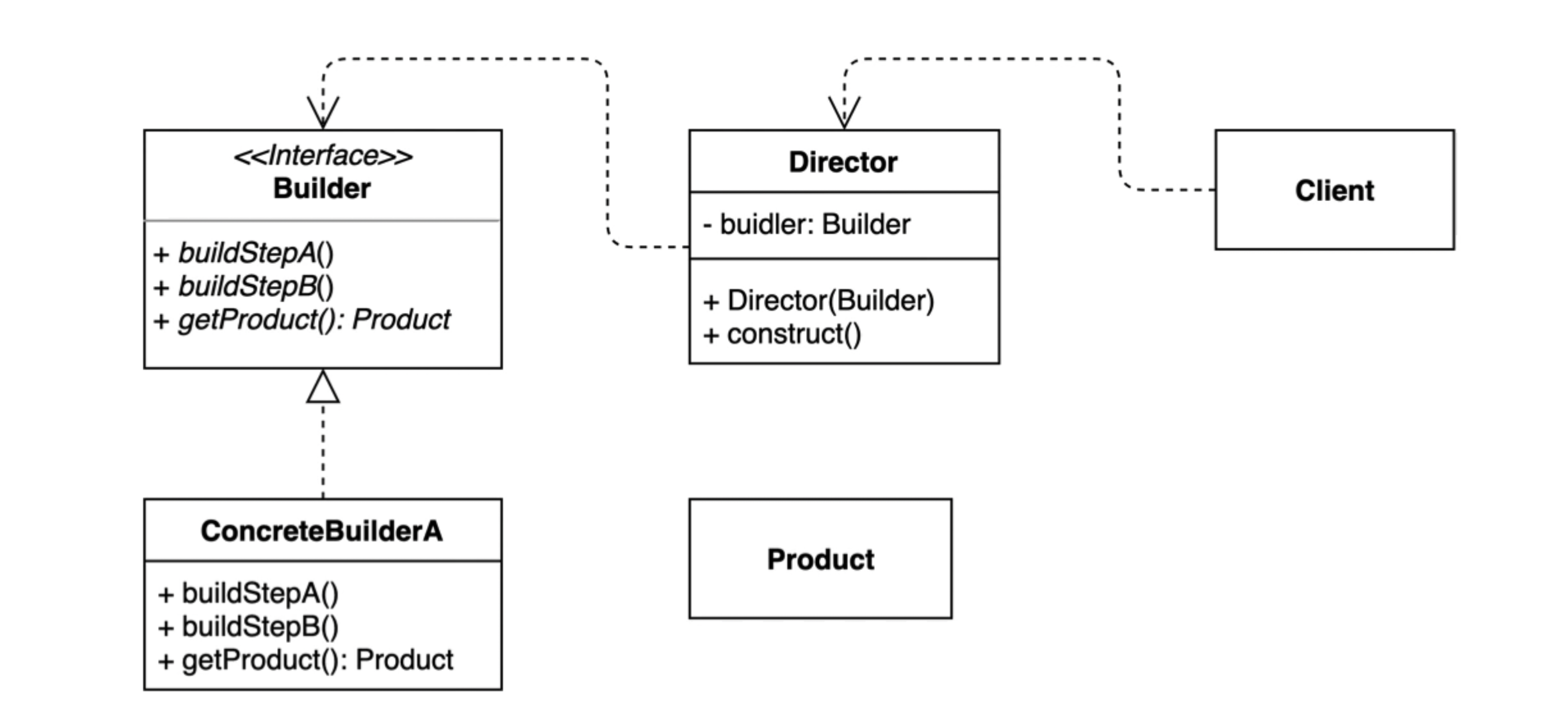 <<Interface>>
Builder
+ buildStepA()
+ buildStepB()
+ getProduct(): Product
Director
- buidler: Builder
+ Director(Builder)
+ construct()
Client
ConcreteBuilderA
+ buildStepA()
+ buildStepB()
+ getProduct(): Product
Product